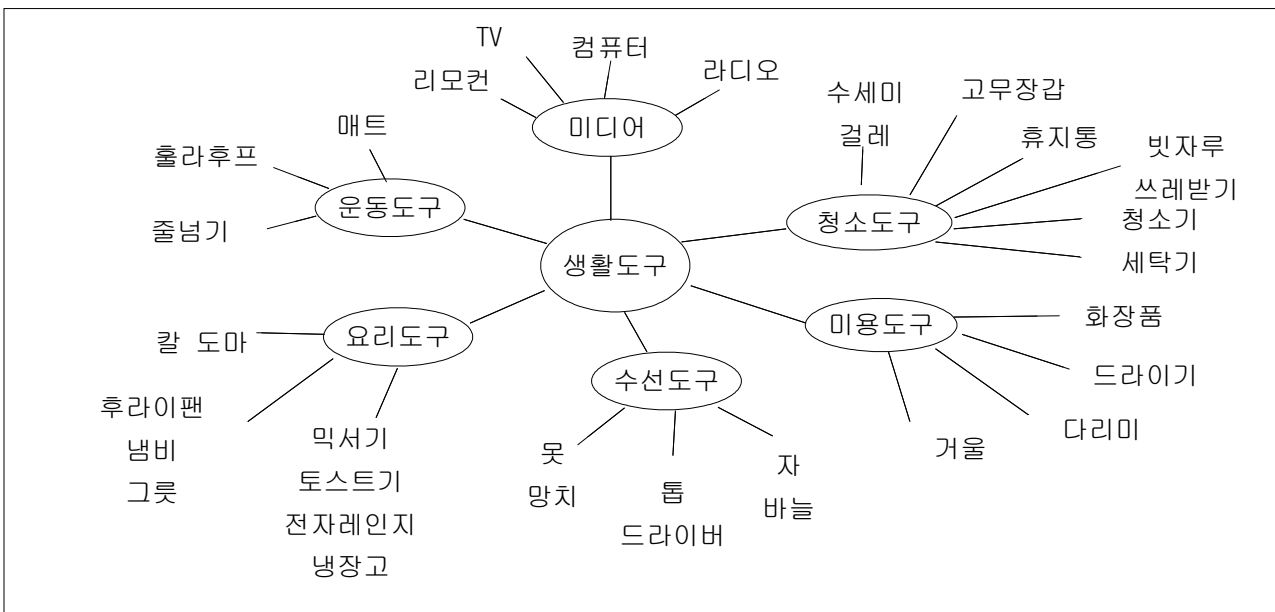 TV
컴퓨터
리모컨
라디오
미디어
매트
훌라후프
줄넘기
운동도구
수세미
걸레
고무장갑
휴지통
빗자루
쓰레받기
청소기
세탁기
청소도구
생활도구
요리도구
칼 도마
후라이팬
냄비
그릇
믹서기
토스트기
전자레인지
냉장고
수선도구
못
망치
톱
드라이버
자
바늘
미용도구
화장품
드라이기
다리미
거울